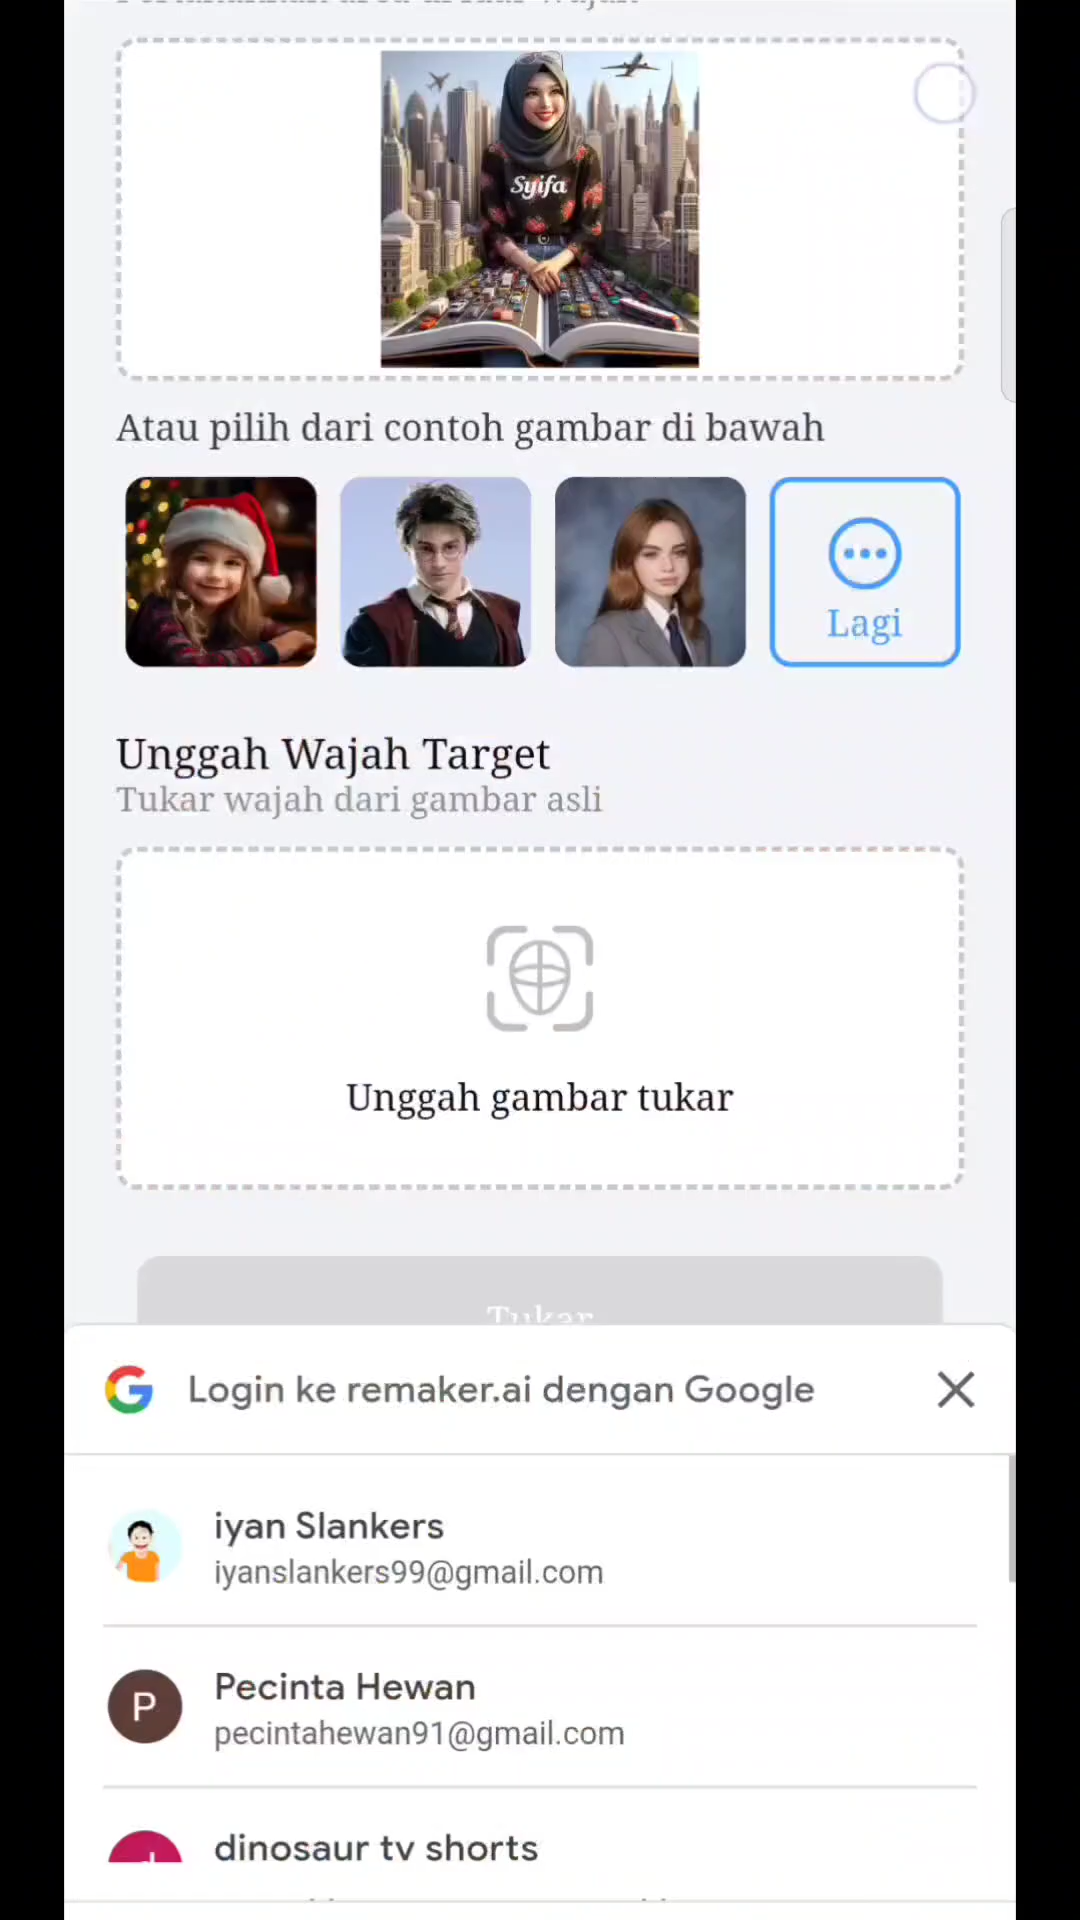 Syifa
Atau pilih dari contoh gambar di bawah
Lagi
Unggah Wajah Target
Tukar wajah dari gambar asli
Unggah gambar tukar
Tukar
Login ke remaker.ai dengan Google
iyan Slankers
iyanslankers99@gmail.com
P
Pecinta Hewan
pecintahewan91@gmail.com
dinosaur tv shorts